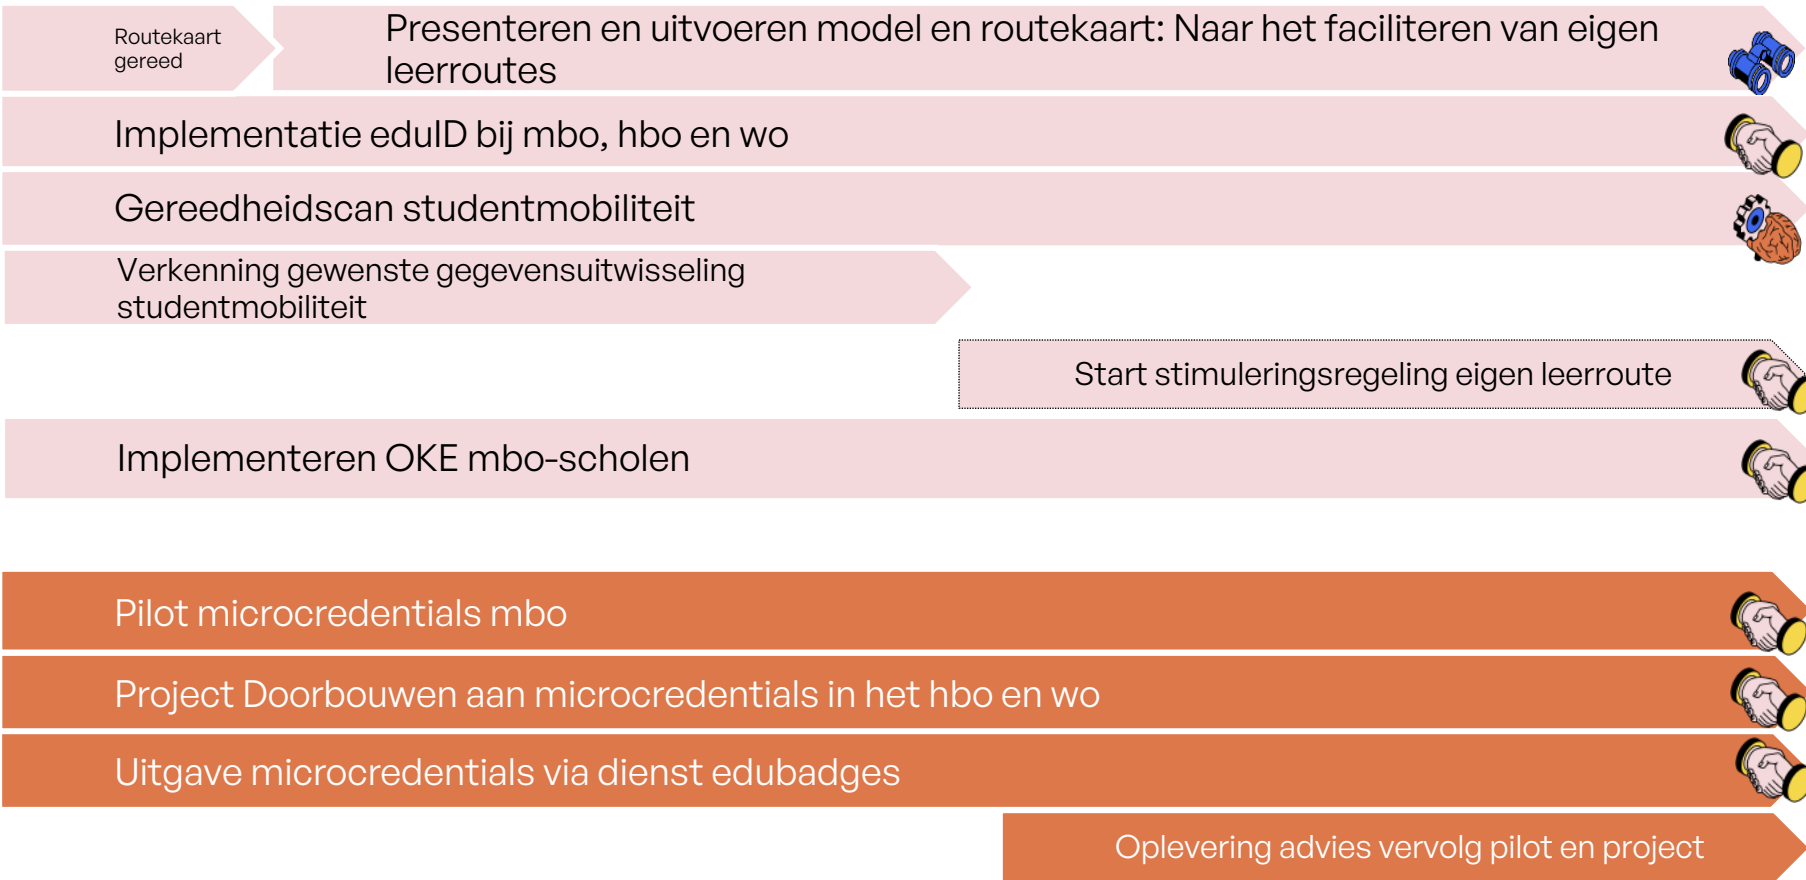 Routekaart
gereed
Presenteren en uitvoeren model en routekaart: Naar het faciliteren van eigen
leerroutes
Implementatie eduID bij mbo, hbo en wo
Gereedheidscan studentmobiliteit
Verkenning gewenste gegevensuitwisseling
studentmobiliteit
Start stimuleringsregeling eigen leerroute
Implementeren OKE mbo-scholen
Pilot microcredentials mbo
Project Doorbouwen aan microcredentials in het hbo en wo
Uitgave microcredentials via dienst edubadges
Oplevering advies vervolg pilot en project